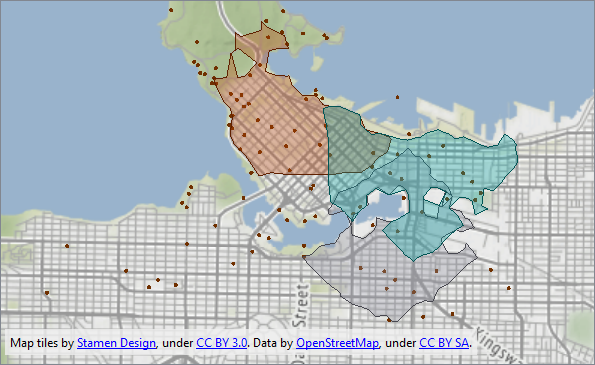 Street
Kingsw
Map tiles by Stamen Design, under CC BY 3.0. Data by OpenStreetMap, under CC BY SA.